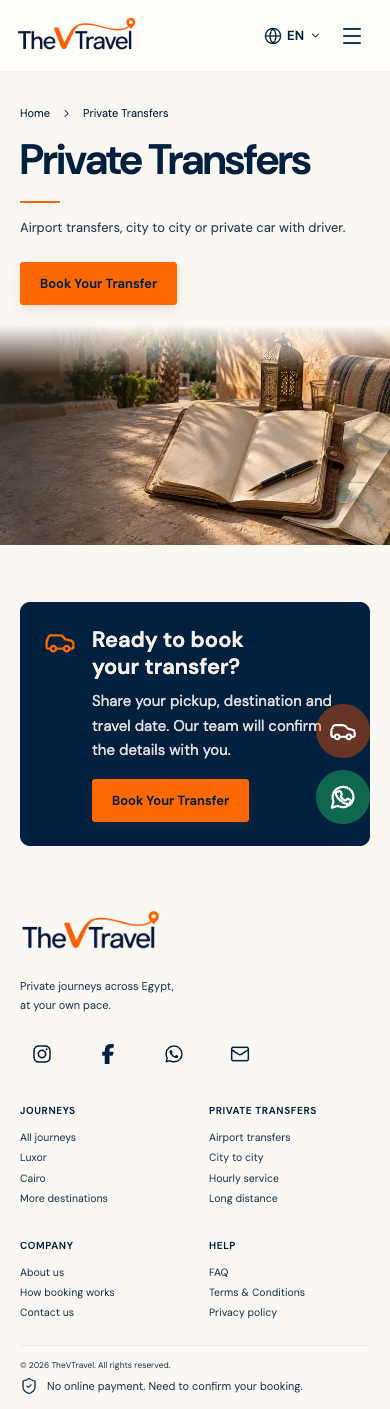 TheVTravel
EN
Home > Private Transfers
Private Transfers
Airport transfers, city to city or private car with driver.
Book Your Transfer
Ready to book
your transfer?
Share your pickup, destination and
travel date. Our team will confirm
the details with you.
Book Your Transfer
TheVTravel
Private journeys across Egypt,
at your own pace.
JOURNEYS
All journeys
Luxor
Cairo
More destinations
PRIVATE TRANSFERS
Airport transfers
City to city
Hourly service
Long distance
COMPANY
About us
How booking works
Contact us
HELP
FAQ
Terms & Conditions
Privacy policy
© 2026 TheVTravel. All rights reserved.
No online payment. Need to confirm your booking.